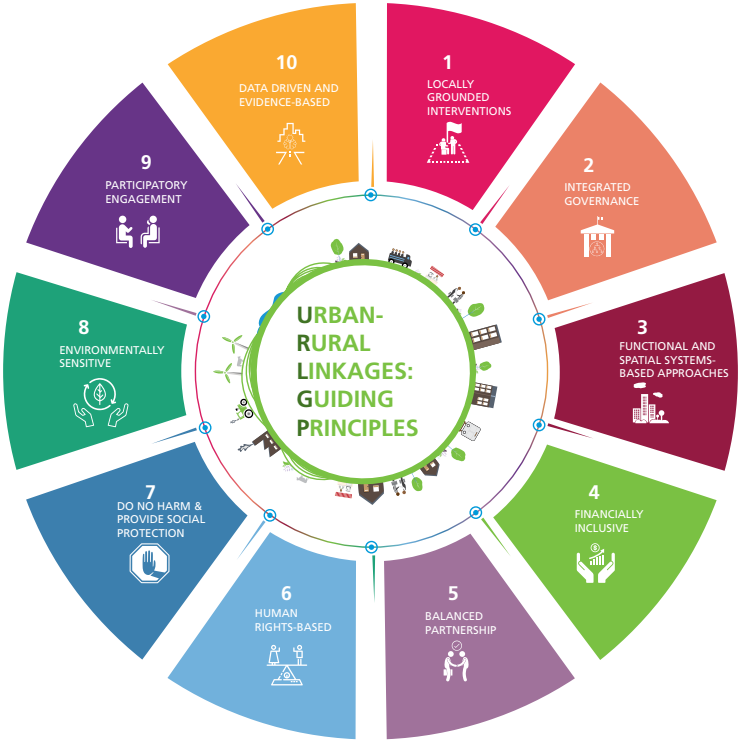 URBAN-
RURAL
LINKAGES:
GUIDING
PRINCIPLES
1
LOCALLY
GROUNDED
INTERVENTIONS
2
INTEGRATED
GOVERNANCE
3
FUNCTIONAL AND
SPATIAL SYSTEMS-
BASED APPROACHES
4
FINANCIALLY
INCLUSIVE
5
BALANCED
PARTNERSHIP
6
HUMAN
RIGHTS-BASED
7
DO NO HARM &
PROVIDE SOCIAL
PROTECTION
8
ENVIRONMENTALLY
SENSITIVE
9
PARTICIPATORY
ENGAGEMENT
10
DATA DRIVEN AND
EVIDENCE-BASED